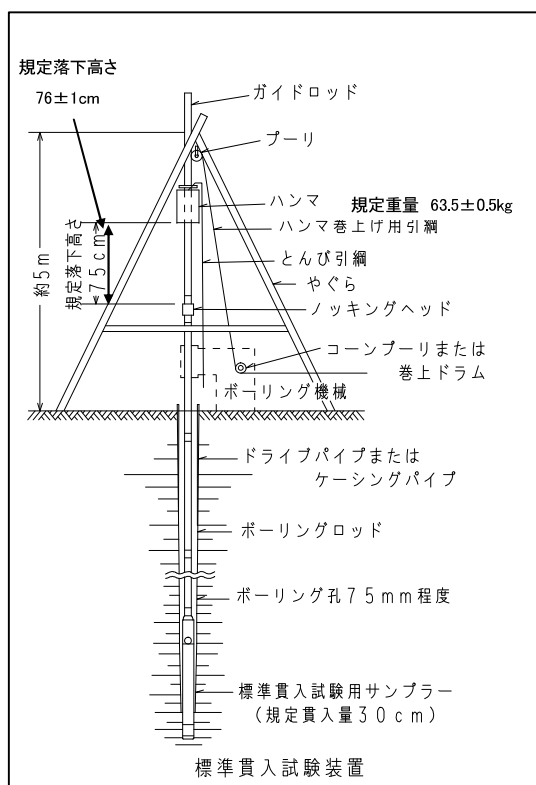 規定落下高さ
76±1cm
ガイドロッド
プーリ
ハンマ 規定重量 63.5±0.5kg
ハンマ巻上げ用引綱
とんび引綱
やぐら
ノッキングヘッド
コーンプーリまたは
巻上ドラム
ボーリング機械
約5m
規定落下高さ
75cm
ドライブパイプまたは
ケーシングパイプ
ボーリングロッド
ボーリング孔75mm程度
標準貫入試験用サンプラー
(規定貫入量30cm)
標準貫入試験装置